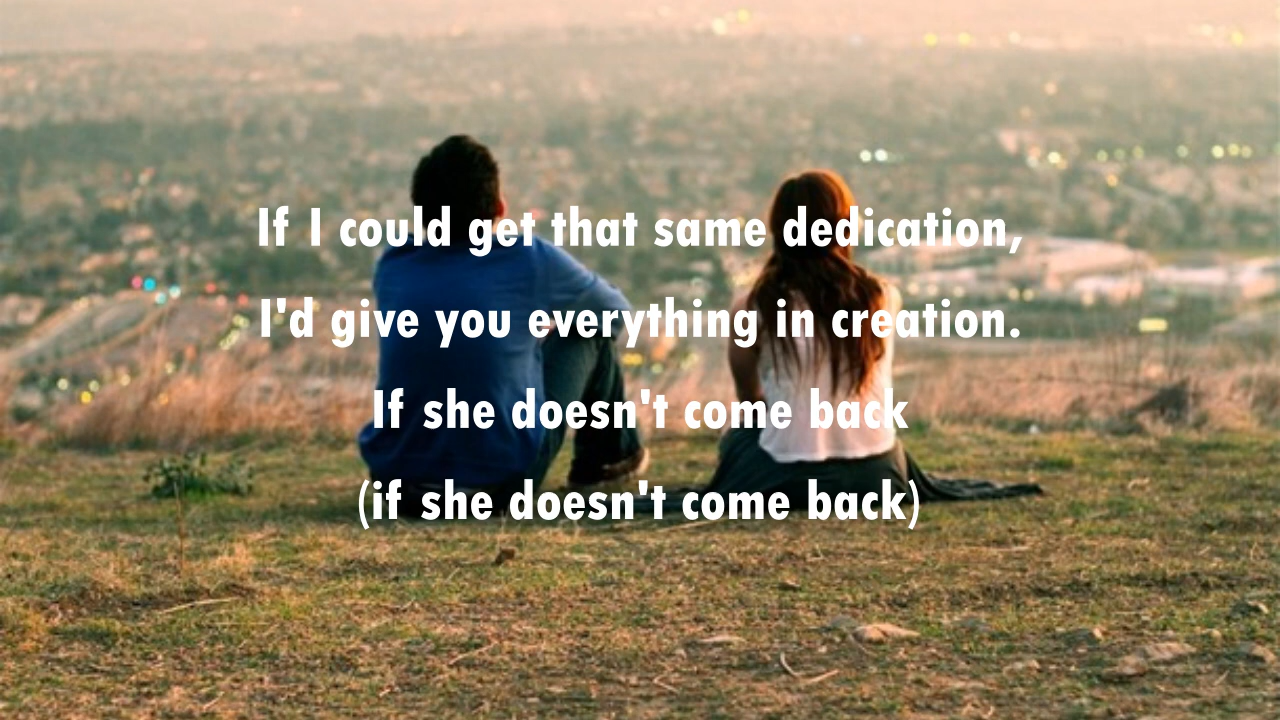 If I could get that same dedication,
I'd give you everything in creation.
If she doesn't come back
(if she doesn't come back)